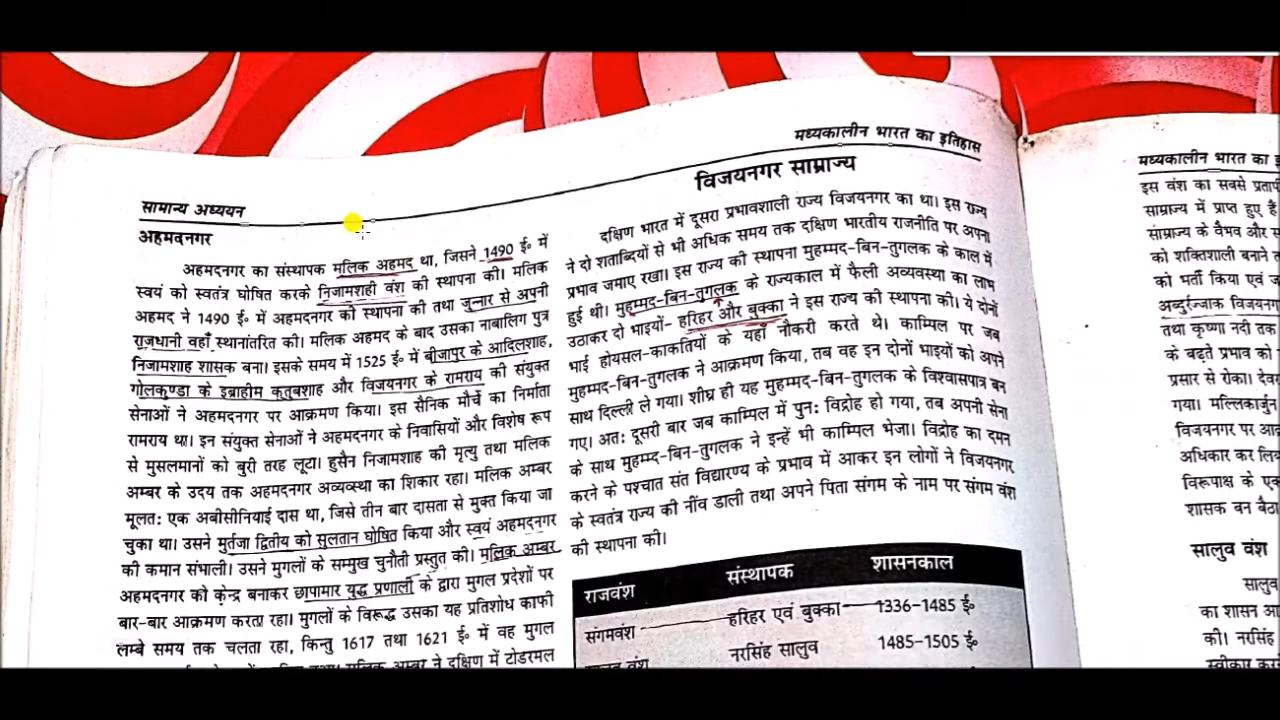 मध्यकालीन भारत का इतिहास
सामान्य अध्ययन
अहमदनगर
अहमदनगर का संस्थापक मलिक अहमद था, जिसने 1490 ई० में
स्वयं को स्वतंत्र घोषित करके निजामशही वंश की स्थापना की। मलिक
अहमद ने 1490 ई० में अहमदनगर की स्थापना की तथा जुन्नार से अपनी
राजधानी वहाँ स्थानांतरित की। मलिक अहमद के बाद उसका नाबालिग पुत्र
निजामशाह शासक बना। इसके समय में 1525 ई० में बीजापुर के आदिलशाह,
गोलकुण्डा के इब्राहीम कुतुबशाह और विजयनगर के रामराय की संयुक्त
सेनाओं ने अहमदनगर पर आक्रमण किया। इस सैनिक मोर्चे का निर्माता
रामराय था। इन संयुक्त सेनाओं ने अहमदनगर के निवासियों और विशेष रूप
से मुसलमानों को बुरी तरह लूटा। हुसैन निजामशाह की मृत्यु तथा मलिक
अम्बर के उदय तक अहमदनगर अव्यवस्था का शिकार रहा। मलिक अम्बर
मूलत: एक अबीसीनियाई दास था, जिसे तीन बार दासता से मुक्त किया जा
चुका था। उसने मुर्तजा द्वितीय को सुल्तान घोषित किया और स्वयं अहमदनगर
की कमान संभाली। उसने मुगलों के सम्मुख चुनौती प्रस्तुत की। मलिक अम्बर
अहमदनगर को केन्द्र बनाकर छापामार युद्ध प्रणाली के द्वारा मुगल प्रदेशों पर
बार-बार आक्रमण करता रहा। मुगलों के विरूद्ध उसका यह प्रतिशोध काफी
लम्बे समय तक चलता रहा, किन्तु 1617 तथा 1621 ई० में वह मुगल
मलिक अम्बर ने दक्षिण में टोडरमल
विजयनगर साम्राज्य
दक्षिण भारत में दूसरा प्रभावशाली राज्य विजयनगर का था। इस राज्य
ने दो शताब्दियों से भी अधिक समय तक दक्षिण भारतीय राजनीति पर अपना
प्रभाव जमाए रखा। इस राज्य की स्थापना मुहम्मद-बिन-तुगलक के काल में
हुई थी। मुहम्मद-बिन-तुगलक के राज्यकाल में फैली अव्यवस्था का लाभ
उठाकर दो भाइयों- हरिहर और बुक्का ने इस राज्य की स्थापना की। ये दोनों
भाई होयसल-काकतियों के यहाँ नौकरी करते थे। काम्पिल पर जब
मुहम्मद-बिन-तुगलक ने आक्रमण किया, तब वह इन दोनों भाइयों को अपने
साथ दिल्ली ले गया। शीघ्र ही यह मुहम्मद-बिन-तुगलक के विश्वासपात्र बन
गए। अत: दूसरी बार जब काम्पिल में पुन: विद्रोह हो गया, तब अपनी सेना
के साथ मुहम्मद-बिन-तुगलक ने इन्हें भी काम्पिल भेजा। विद्रोह का दमन
करने के पश्चात संत विद्यारण्य के प्रभाव में आकर इन लोगों ने विजयनगर
के स्वतंत्र राज्य की नींव डाली तथा अपने पिता संगम के नाम पर संगम वंश
की स्थापना की।
राजवंश संस्थापक शासनकाल
संगमवंश हरिहर एवं बुक्का 1336-1485 ई०
सालुव वंश नरसिंह सालुव 1485-1505 ई०
मध्यकालीन भारत का
इस वंश का सबसे
साम्राज्य में प्राप्त हुए
साम्राज्य के वैभव और
को शक्तिशाली बनाने
को भर्ती किया एवं
अब्दुर्रज्जाक
तथा कृष्णा नदी तक
के बढ़ते प्रभाव को
प्रसार से रोका।
गया। मल्लिकार्जुन
विजयनगर पर
अधिकार कर
विरूपाक्ष के
शासक बन बैठा
सालुव वंश
का शासन
की। नरसिंह
स्वीकार